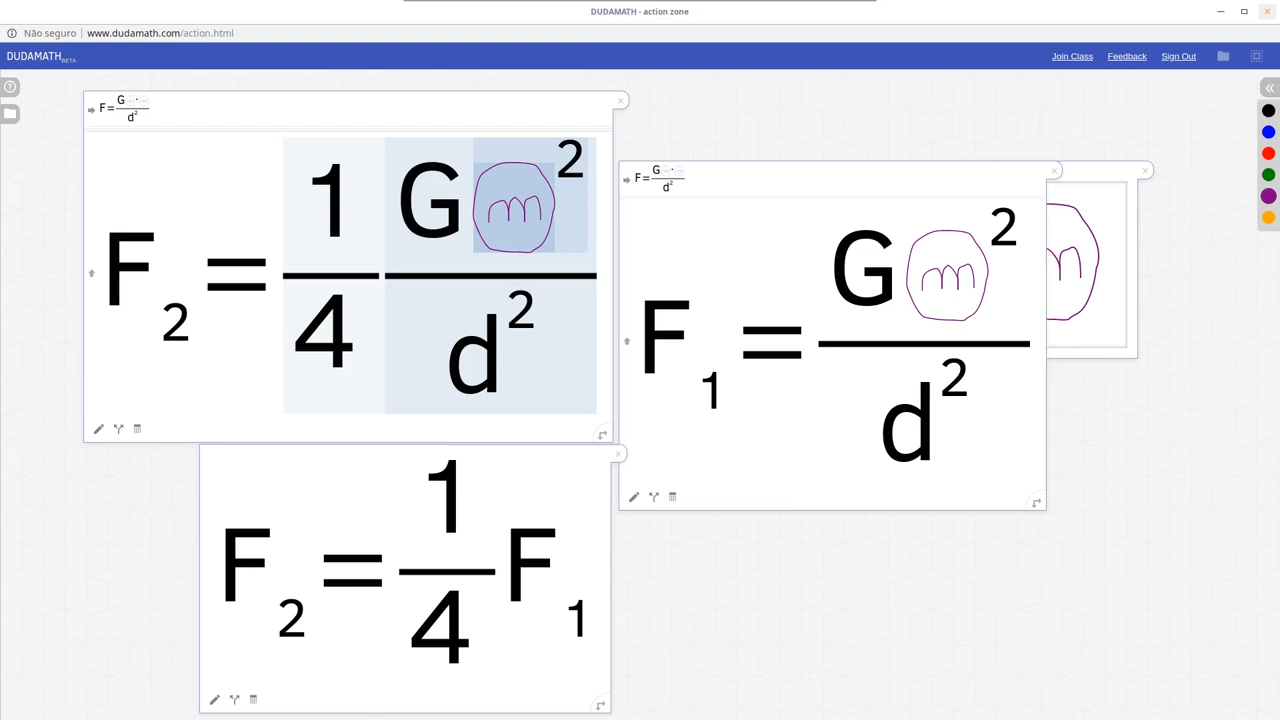 DUDAMATH - action zone
Não seguro | www.dudamath.com/action.html
DUDAMATH BETA Join Class Feedback Sign Out
F = G m · m / d²
F₂ = 1/4 G m² / d²
F = G m · m / d²
F₁ = G m² / d²
m
F₂ = 1/4 F₁